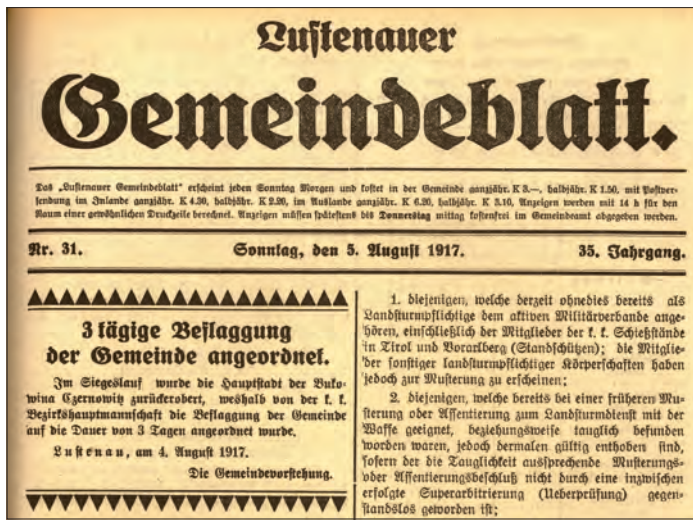 Lustenauer
Gemeindeblatt.
Das „Lustenauer Gemeindeblatt“ erscheint jeden Sonntag Morgen und kostet in der Gemeinde ganzjähr. K 3.—, halbjähr. K 1.50, mit Postver-
sendung im Inlande ganzjähr. K 4.30, halbjähr. K 2.20, im Auslande ganzjähr. K 6.20, halbjähr. K 3.10, Anzeigen werden mit 14 h für den
Raum einer gewöhnlichen Druckzeile berechnet. Anzeigen müssen spätestens bis Donnerstag mittag kostenfrei im Gemeindeamt abgegeben werden.
Nr. 31. Sonntag, den 5. August 1917. 35. Jahrgang.
3 tägige Beflaggung
der Gemeinde angeordnet.
Im Siegeslauf wurde die Hauptstadt der Buko-
wina Czernowitz zurückerobert, weshalb von der k. k.
Bezirkshauptmannschaft die Beflaggung der Gemeinde
auf die Dauer von 3 Tagen angeordnet wurde.
Lustenau, am 4. August 1917.
Die Gemeindevorstehung.
1. diejenigen, welche derzeit ohnedies bereits als
Landsturmpflichtige dem aktiven Militärverbande ange-
hören, einschließlich der Mitglieder der k. k. Schießstände
in Tirol und Vorarlberg (Standschützen); die Mitglie-
der sonstiger landsturmpflichtiger Körperschaften haben
jedoch zur Musterung zu erscheinen;
2. diejenigen, welche bereits bei einer früheren Mu-
sterung oder Assentierung zum Landsturmdienst mit der
Waffe geeignet, beziehungsweise tauglich befunden
worden waren, jedoch dermalen gültig enthoben sind,
sofern der die Tauglichkeit aussprechende Musterungs-
oder Assentierungsbeschluß nicht durch eine inzwischen
erfolgte Superarbitrierung (Ueberprüfung) gegen-
standslos geworden ist;